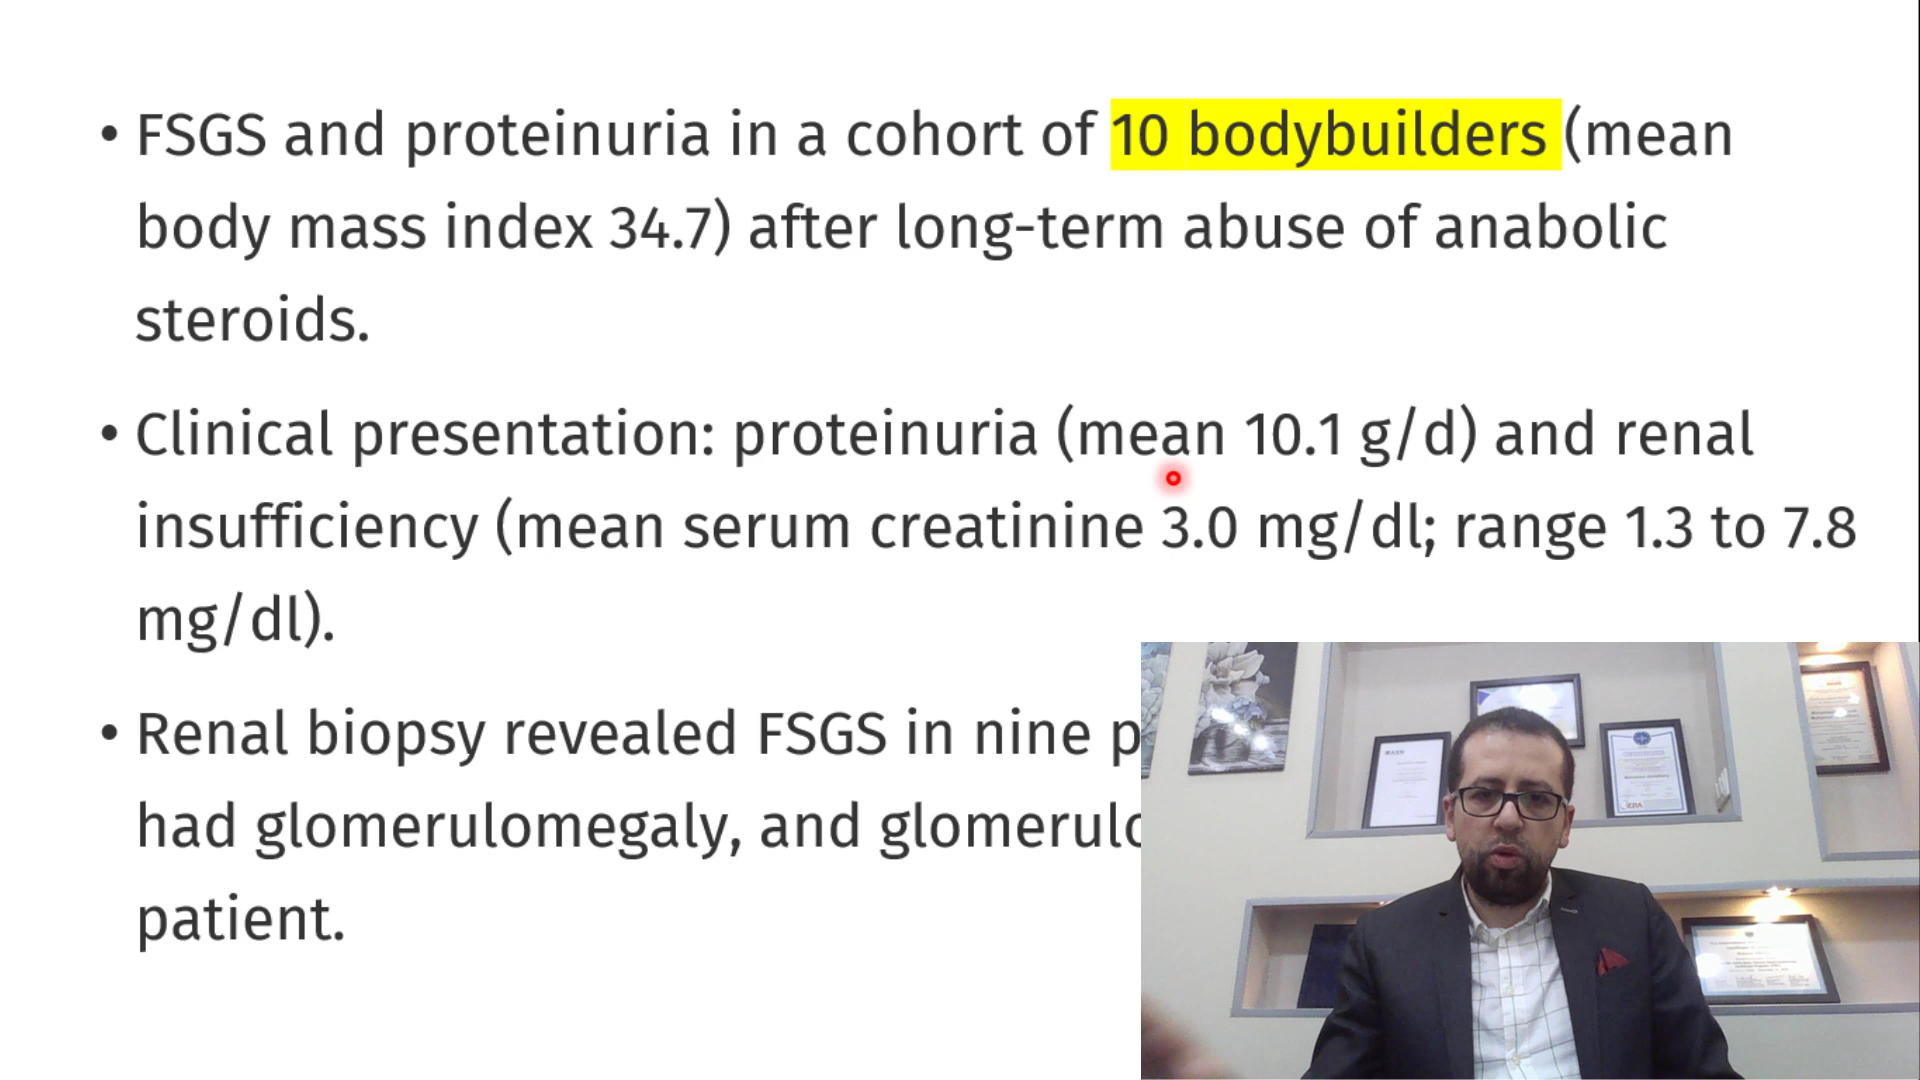 • FSGS and proteinuria in a cohort of 10 bodybuilders (mean
body mass index 34.7) after long-term abuse of anabolic
steroids.
• Clinical presentation: proteinuria (mean 10.1 g/d) and renal
insufficiency (mean serum creatinine 3.0 mg/dl; range 1.3 to 7.8
mg/dl).
• Renal biopsy revealed FSGS in nine
had glomerulomegaly, and
patient.